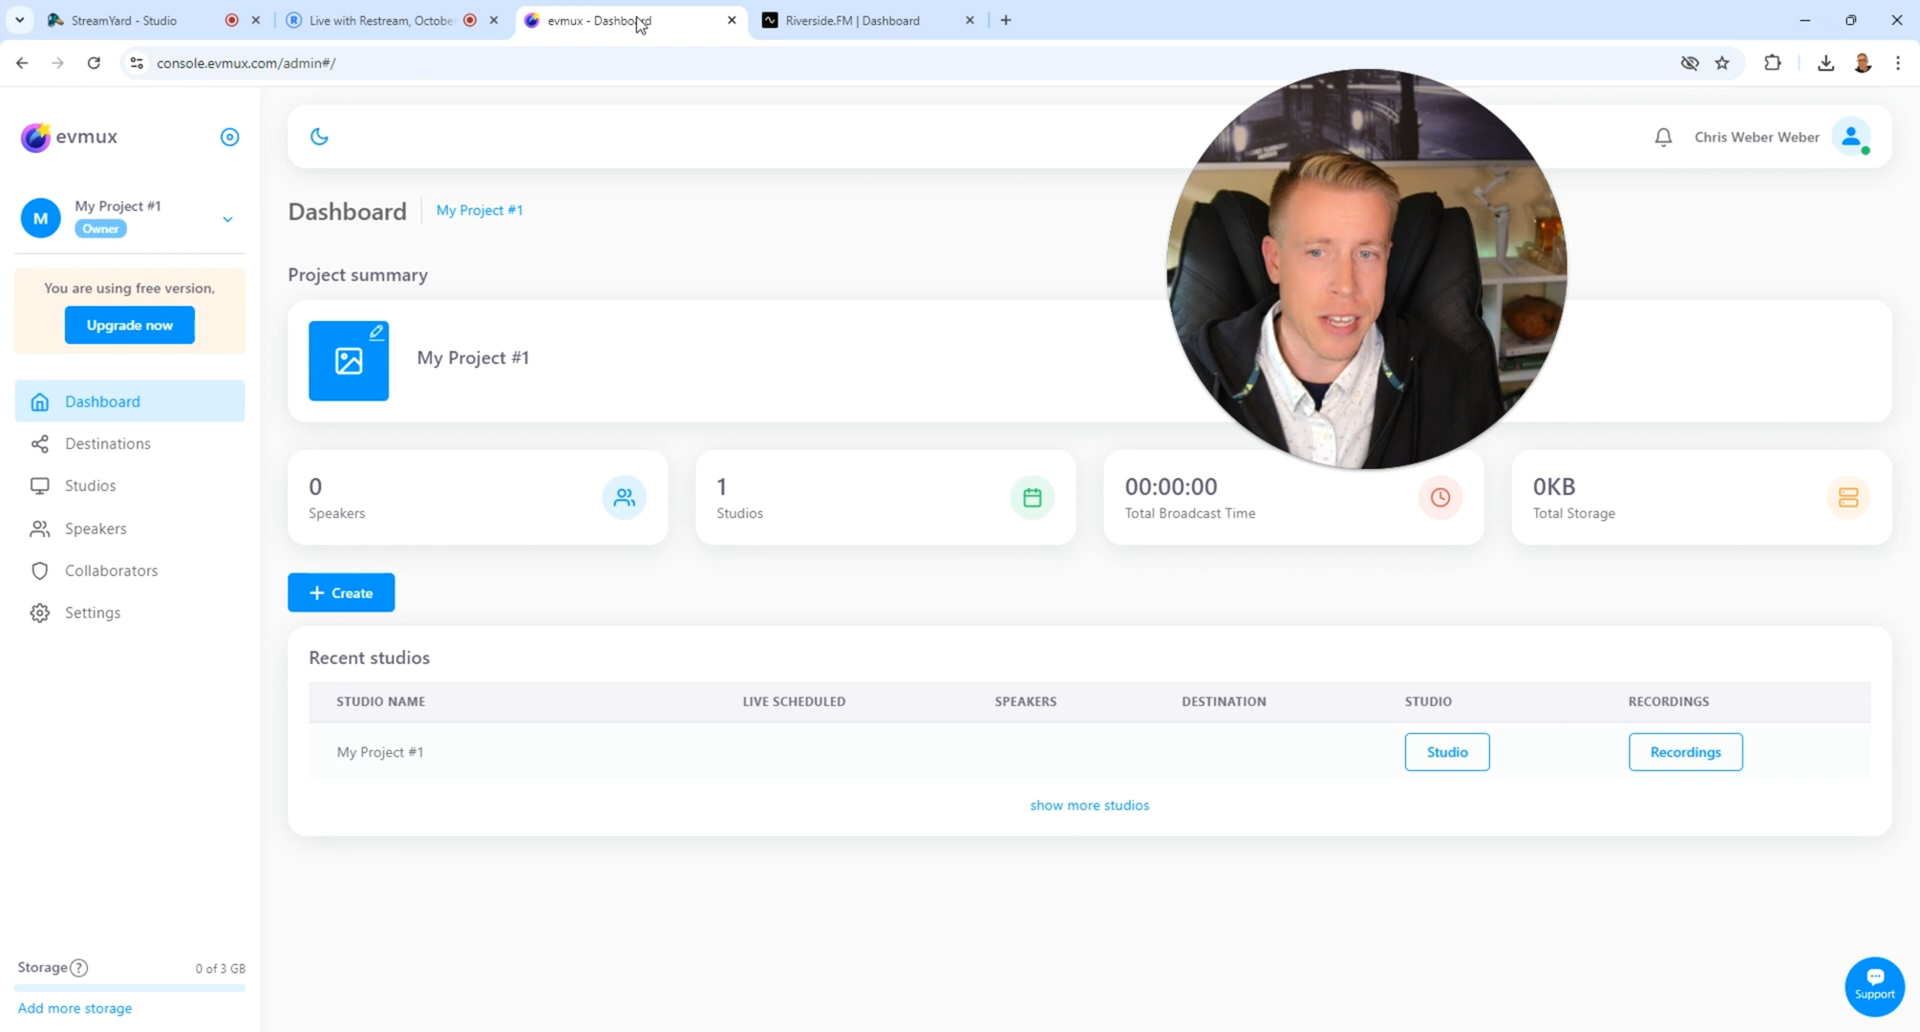 StreamYard - Studio
Live with Restream, Octobe
evmux - Dashboard
Riverside.FM | Dashboard
console.evmux.com/admin#/
evmux
Chris Weber Weber
M
My Project #1
Owner
Dashboard
My Project #1
You are using free version,
Upgrade now
Project summary
My Project #1
Dashboard
Destinations
Studios
Speakers
Collaborators
Settings
0
Speakers
1
Studios
00:00:00
Total Broadcast Time
0KB
Total Storage
+ Create
Recent studios
STUDIO NAME
LIVE SCHEDULED
SPEAKERS
DESTINATION
STUDIO
RECORDINGS
My Project #1
Studio
Recordings
show more studios
Storage ?
0 of 3 GB
Add more storage
Support